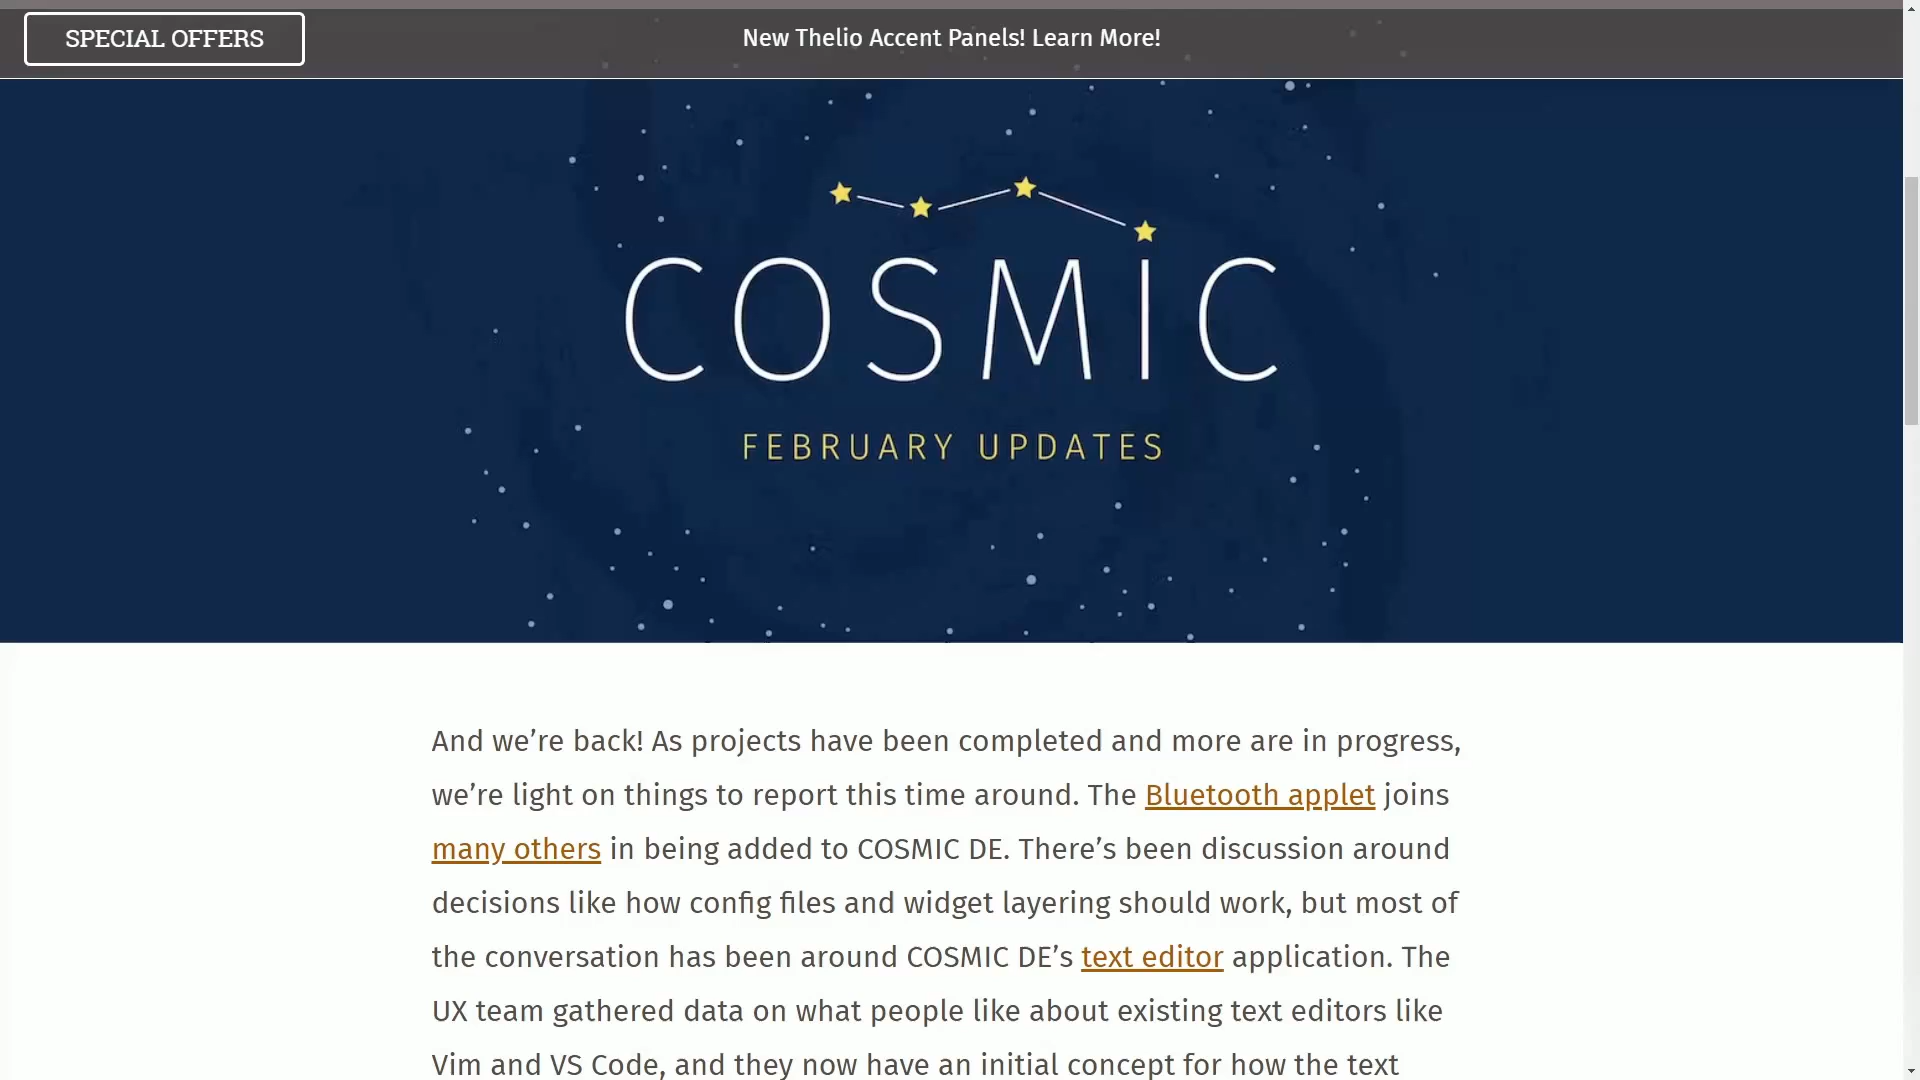 SPECIAL OFFERS
New Thelio Accent Panels! Learn More!
COSMIC
FEBRUARY UPDATES
And we’re back! As projects have been completed and more are in progress,
we’re light on things to report this time around. The Bluetooth applet joins
many others in being added to COSMIC DE. There’s been discussion around
decisions like how config files and widget layering should work, but most of
the conversation has been around COSMIC DE’s text editor application. The
UX team gathered data on what people like about existing text editors like
Vim and VS Code, and they now have an initial concept for how the text